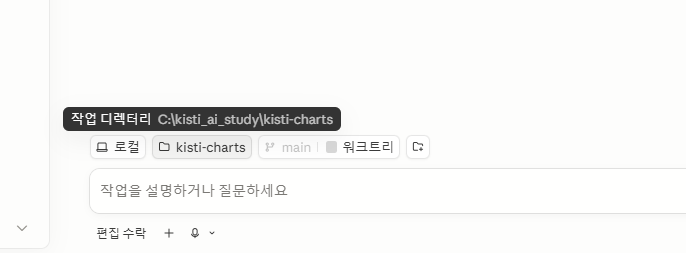 작업 디렉터리 C:\kisti_ai_study\kisti-charts
로컬 kisti-charts main 워크트리
작업을 설명하거나 질문하세요
편집 수락